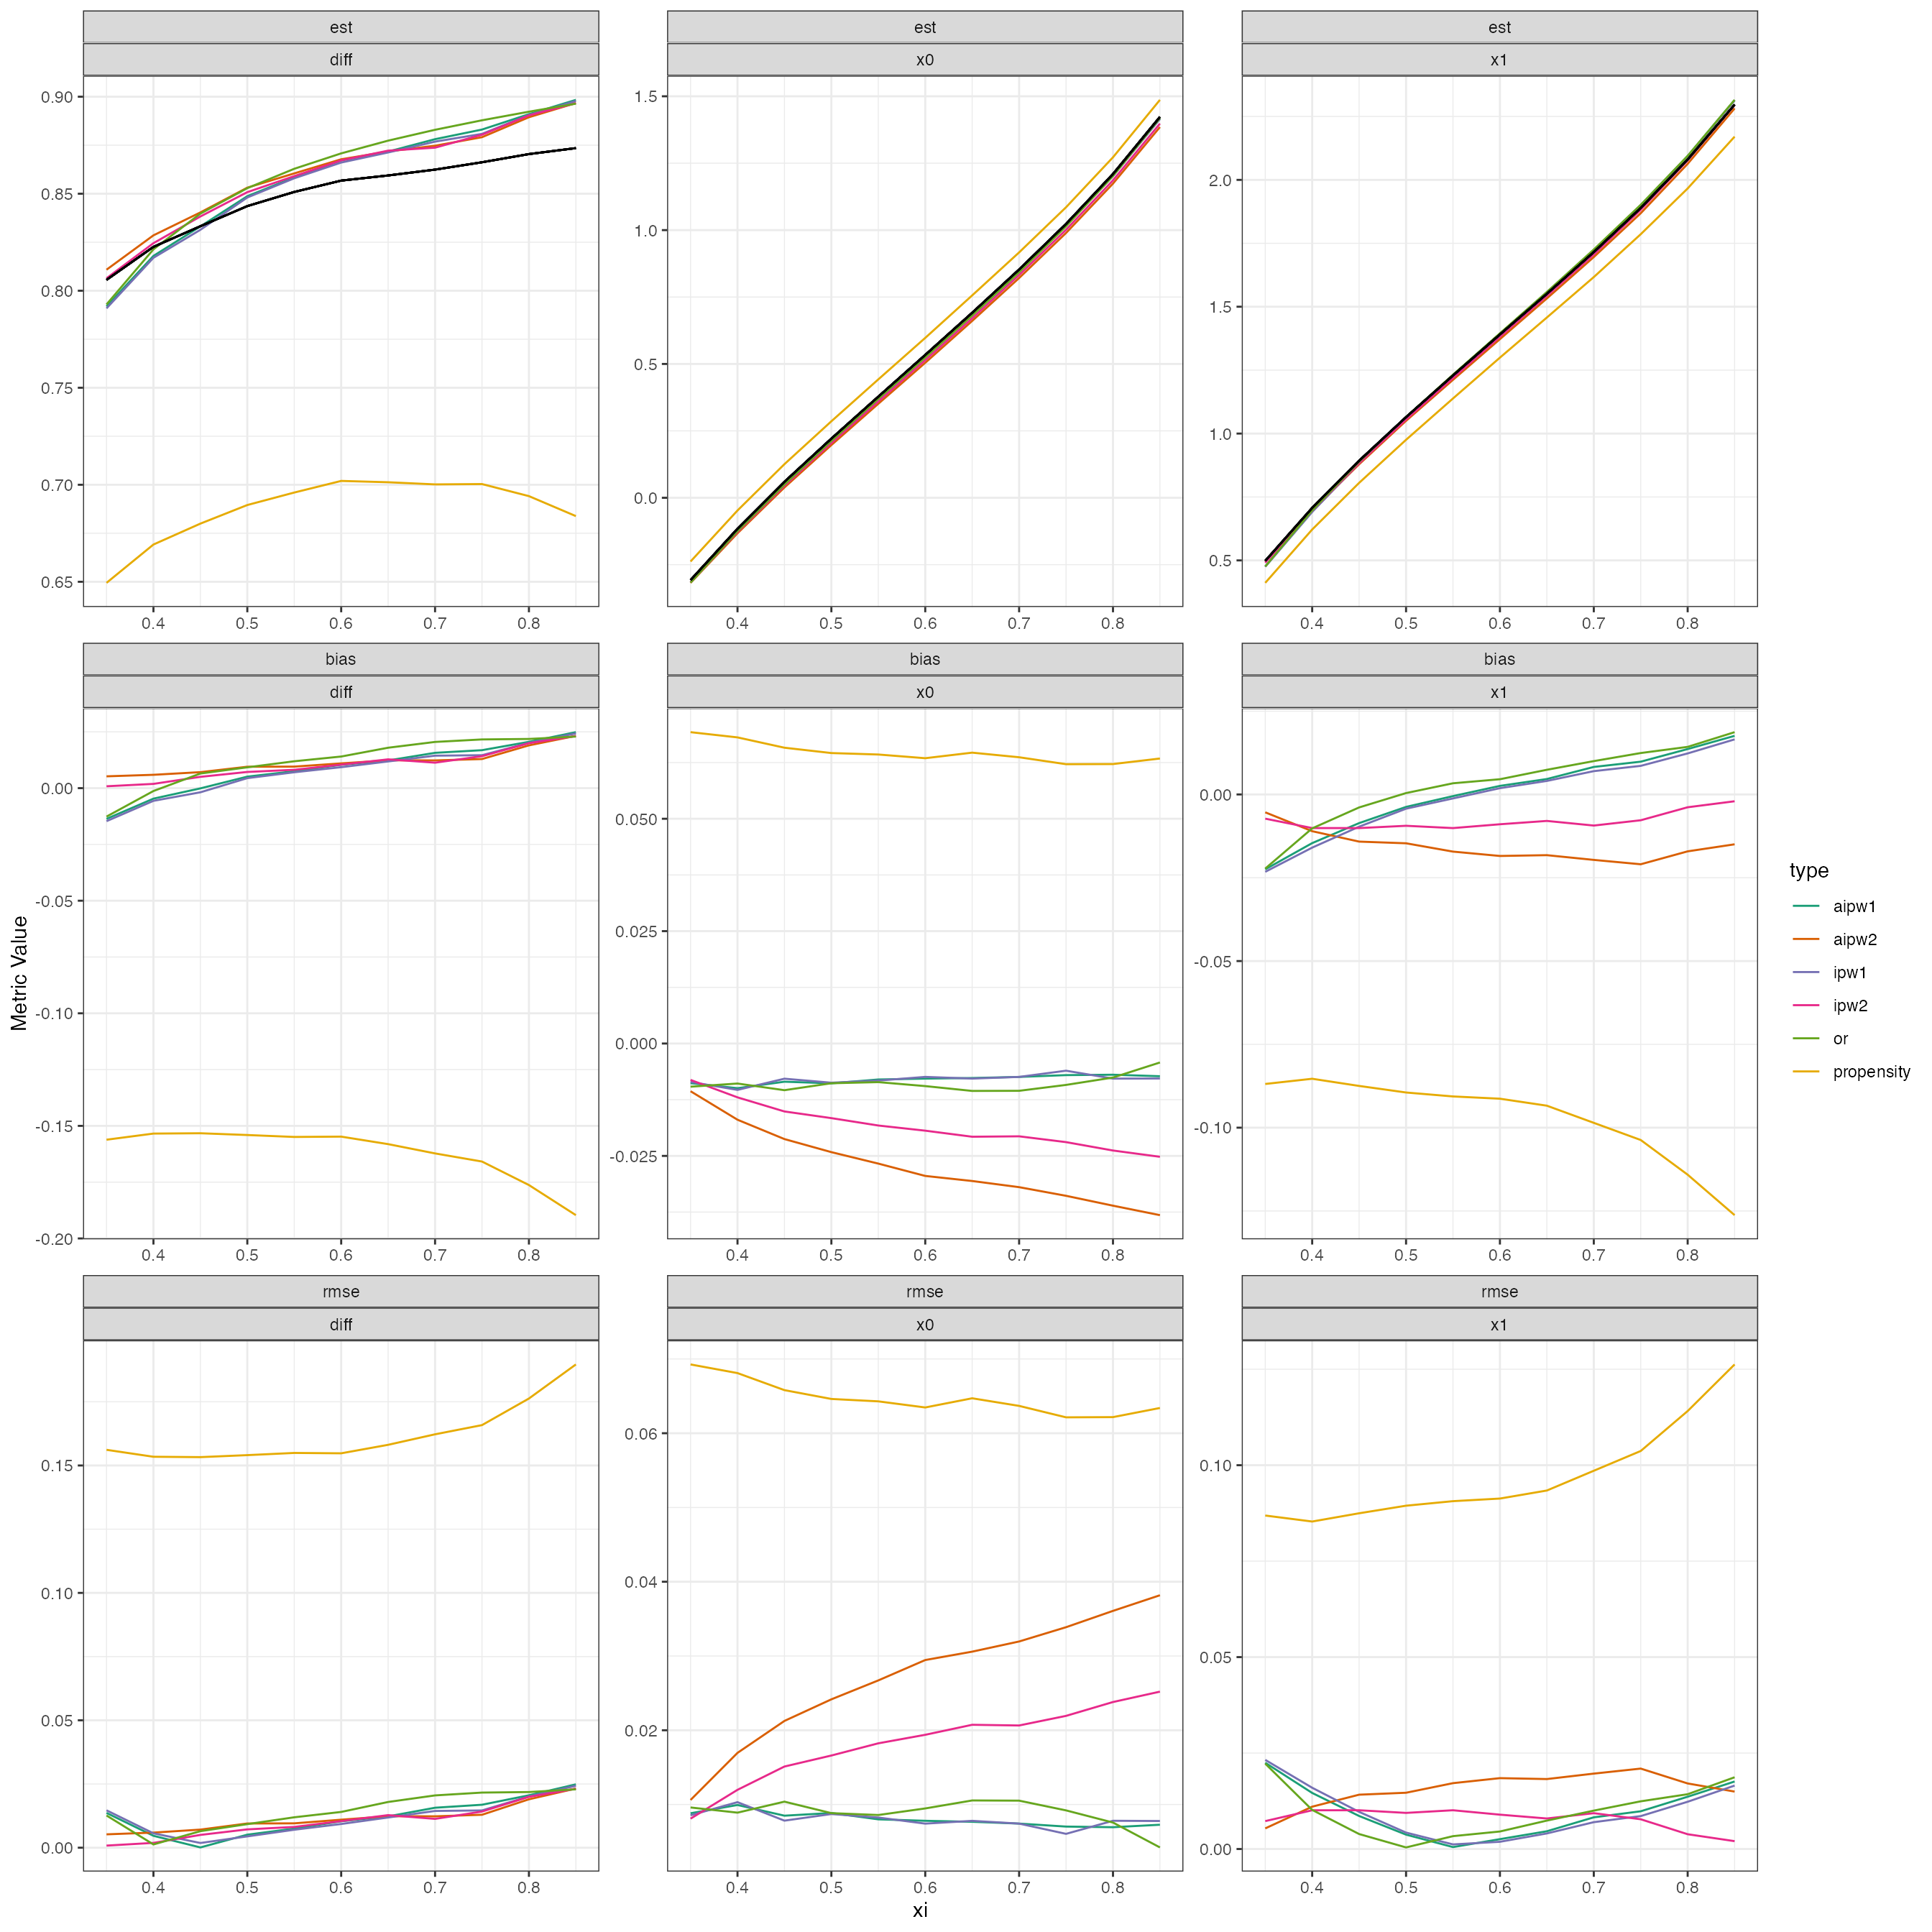 est
est
est
diff
x0
x1
0.90
0.85
0.80
0.75
0.70
0.65
0.4 0.5 0.6 0.7 0.8
1.5
1.0
0.5
0.0
0.4 0.5 0.6 0.7 0.8
2.0
1.5
1.0
0.5
0.4 0.5 0.6 0.7 0.8
bias
bias
bias
diff
x0
x1
Metric Value
0.00
-0.05
-0.10
-0.15
-0.20
0.4 0.5 0.6 0.7 0.8
0.050
0.025
0.000
-0.025
0.4 0.5 0.6 0.7 0.8
0.00
-0.05
-0.10
0.4 0.5 0.6 0.7 0.8
type
aipw1
aipw2
ipw1
ipw2
or
propensity
rmse
rmse
rmse
diff
x0
x1
0.15
0.10
0.05
0.00
0.4 0.5 0.6 0.7 0.8
0.06
0.04
0.02
0.4 0.5 0.6 0.7 0.8
0.10
0.05
0.00
0.4 0.5 0.6 0.7 0.8
xi